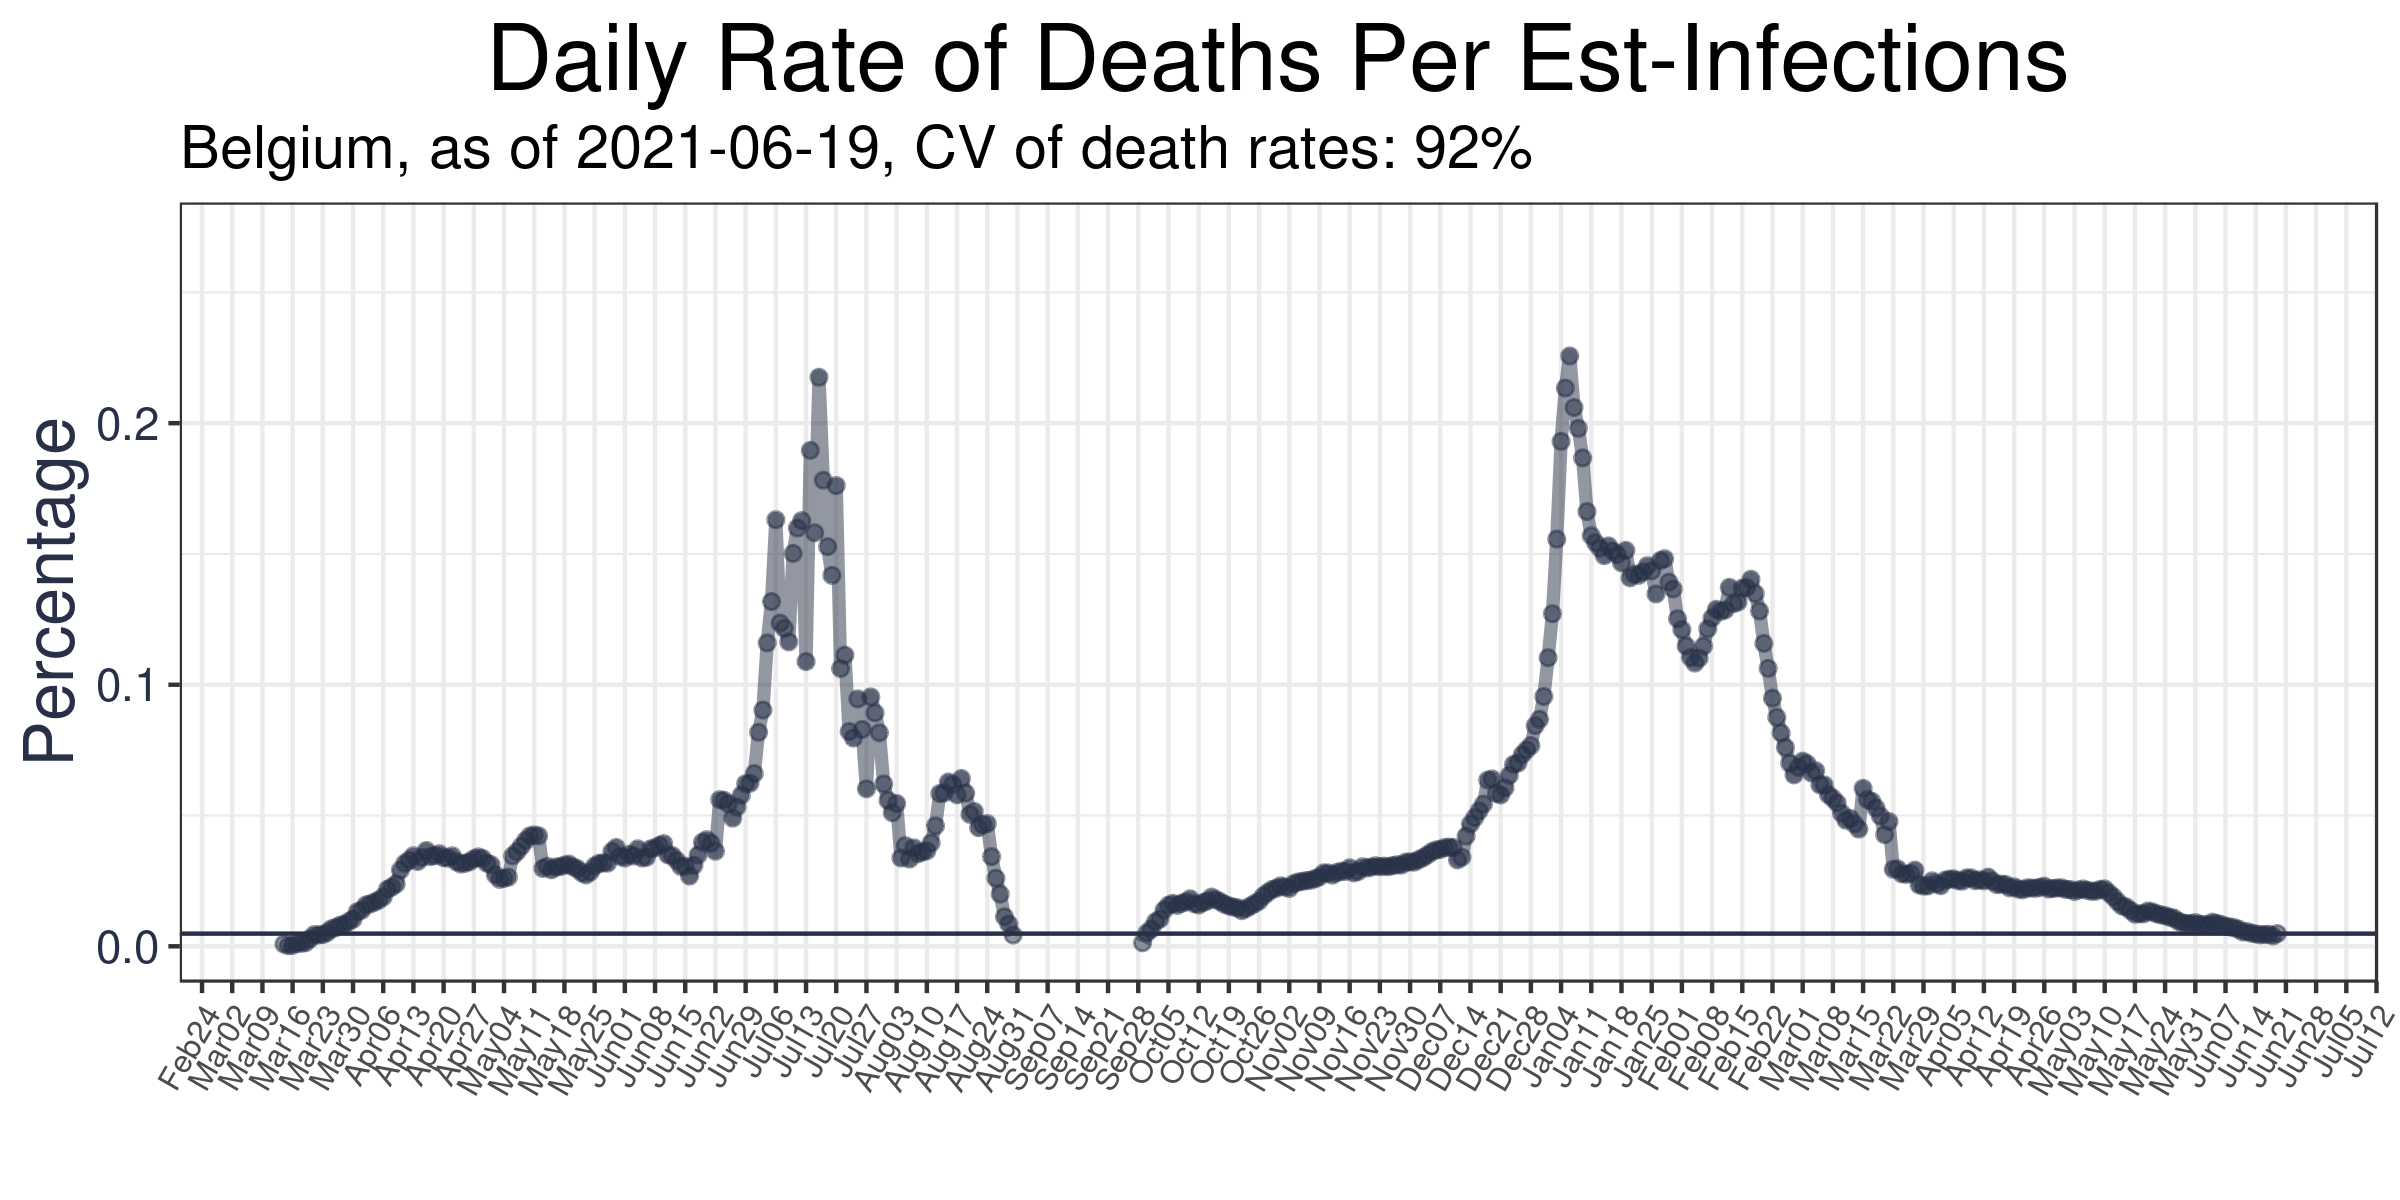 Daily Rate of Deaths Per Est-Infections
Belgium, as of 2021-06-19, CV of death rates: 92%
Percentage
0.2
0.1
0.0
Feb24
Mar02
Mar09
Mar16
Mar23
Mar30
Apr06
Apr13
Apr20
Apr27
May04
May11
May18
May25
Jun01
Jun08
Jun15
Jun22
Jun29
Jul06
Jul13
Jul20
Jul27
Aug03
Aug10
Aug17
Aug24
Aug31
Sep07
Sep14
Sep21
Sep28
Oct05
Oct12
Oct19
Oct26
Nov02
Nov09
Nov16
Nov23
Nov30
Dec07
Dec14
Dec21
Dec28
Jan04
Jan11
Jan18
Jan25
Feb01
Feb08
Feb15
Feb22
Mar01
Mar08
Mar15
Mar22
Mar29
Apr05
Apr12
Apr19
Apr26
May03
May10
May17
May24
May31
Jun07
Jun14
Jun21
Jun28
Jul05
Jul12